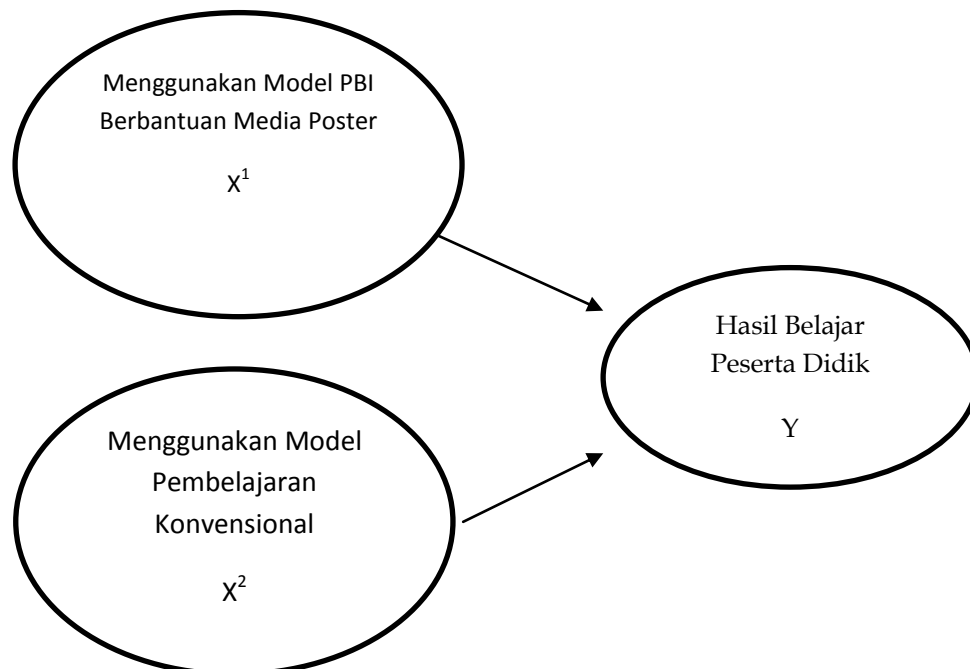 Menggunakan Model PBI
Berbantuan Media Poster
X¹
Hasil Belajar
Peserta Didik
Y
Menggunakan Model
Pembelajaran
Konvensional
X²